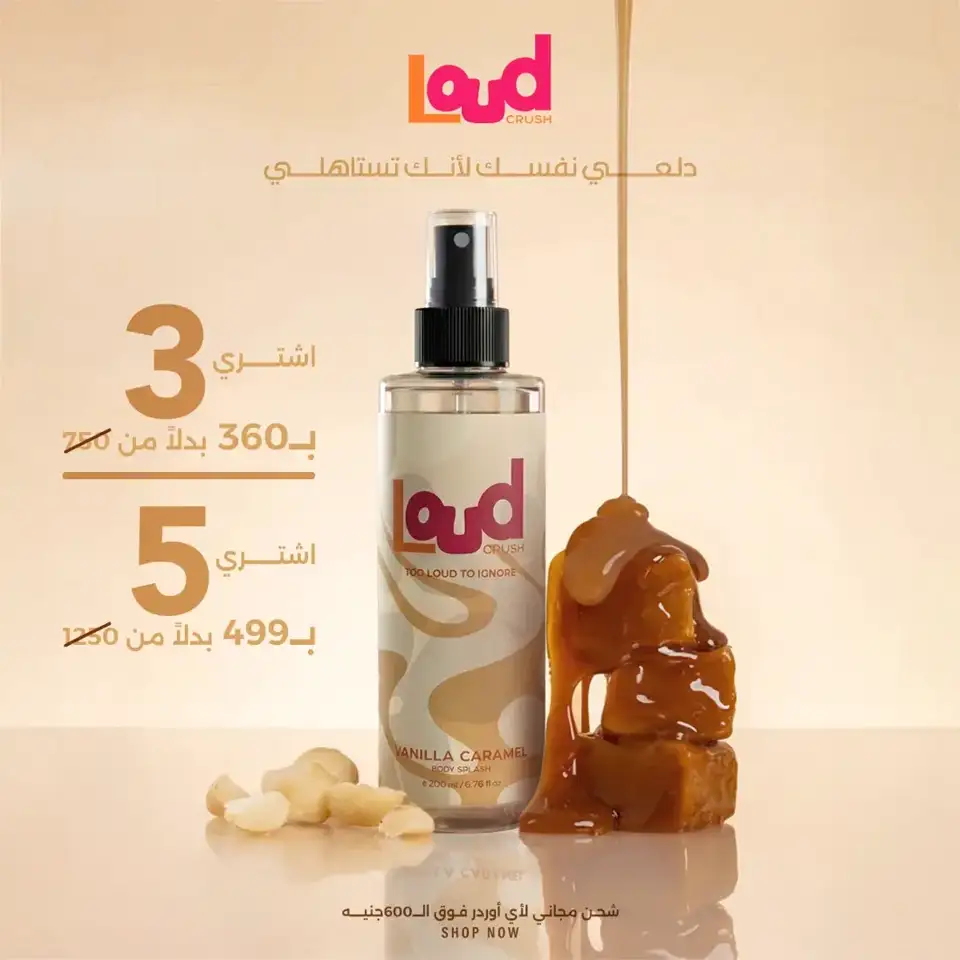 Loud
CRUSH
دلعي نفسك لأنك تستاهلي
اشتري 3
بـ360 بدلاً من 750
اشتري 5
بـ499 بدلاً من 1250
Loud
CRUSH
TOO LOUD TO IGNORE
VANILLA CARAMEL
BODY SPLASH
e 200 ml / 6.76 fl oz
شحن مجاني لأي أوردر فوق الـ600جنيه
SHOP NOW